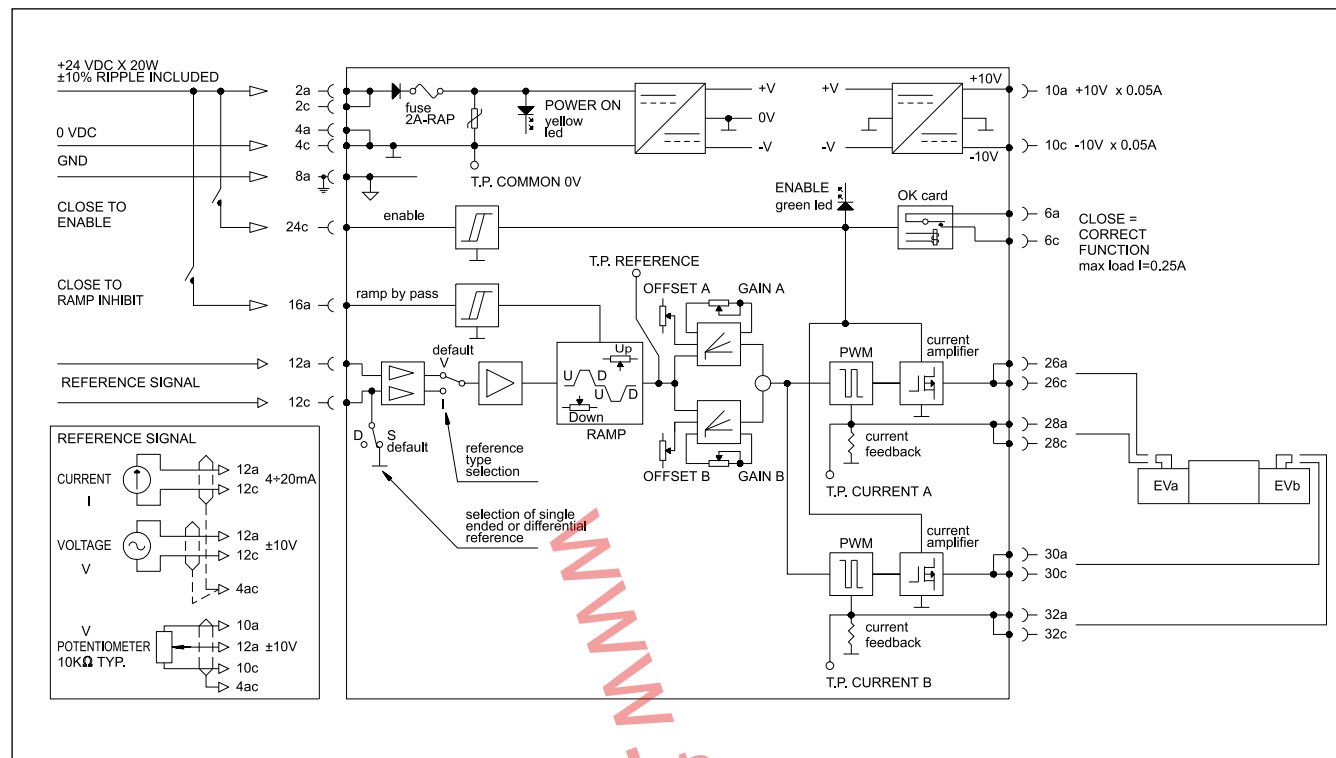 +24 VDC X 20W
±10% RIPPLE INCLUDED
0 VDC
GND
CLOSE TO
ENABLE
CLOSE TO
RAMP INHIBIT
REFERENCE SIGNAL
2a
2c
4a
4c
8a
24c
16a
12a
12c
fuse
2A-RAP
POWER ON
yellow
led
T.P. COMMON 0V
+V
0V
-V
+V
-V
+10V
-10V
10a +10V x 0.05A
10c -10V x 0.05A
enable
ENABLE
green led
OK card
6a
6c
CLOSE =
CORRECT
FUNCTION
max load I=0.25A
ramp by pass
T.P. REFERENCE
OFFSET A
GAIN A
default
V
I
D
S
default
Up
U D
U D
Down
RAMP
OFFSET B
GAIN B
reference
type
selection
selection of single
ended or differential
reference
PWM
current
amplifier
26a
26c
28a
28c
current
feedback
T.P. CURRENT A
EVa
EVb
PWM
current
amplifier
30a
30c
32a
32c
current
feedback
T.P. CURRENT B
REFERENCE SIGNAL
CURRENT
I
12a
12c
4÷20mA
VOLTAGE
V
12a
12c
±10V
4ac
V
POTENTIOMETER
10KΩ TYP.
10a
12a ±10V
10c
4ac
www.